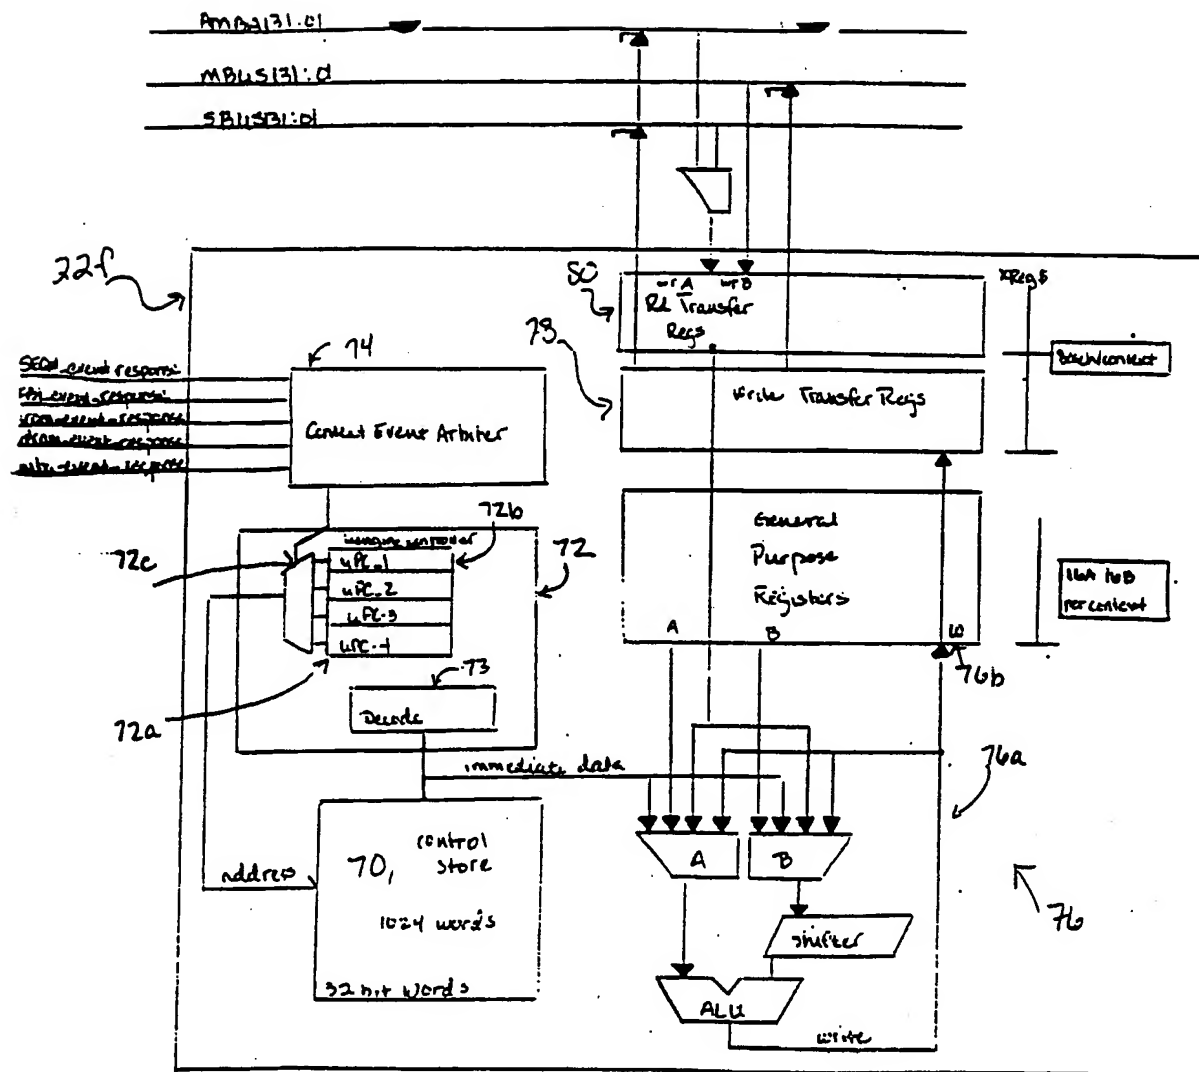 MBUS[31:0]
SBUS[31:0]
22f
80
wr A wr B
Rd Transfer
Regs
XRegs
78
8 each/context
74
Write Transfer Regs
Context Event Arbiter
72b
72c
72
uPC-1
uPC-2
uPC-3
uPC-4
General
Purpose
Registers
A
B
16A 16B
per context
76b
73
72a
Decode
immediate data
76a
A
B
70,
control
store
address
1024 words
76
shifter
32 bit words
ALU
write